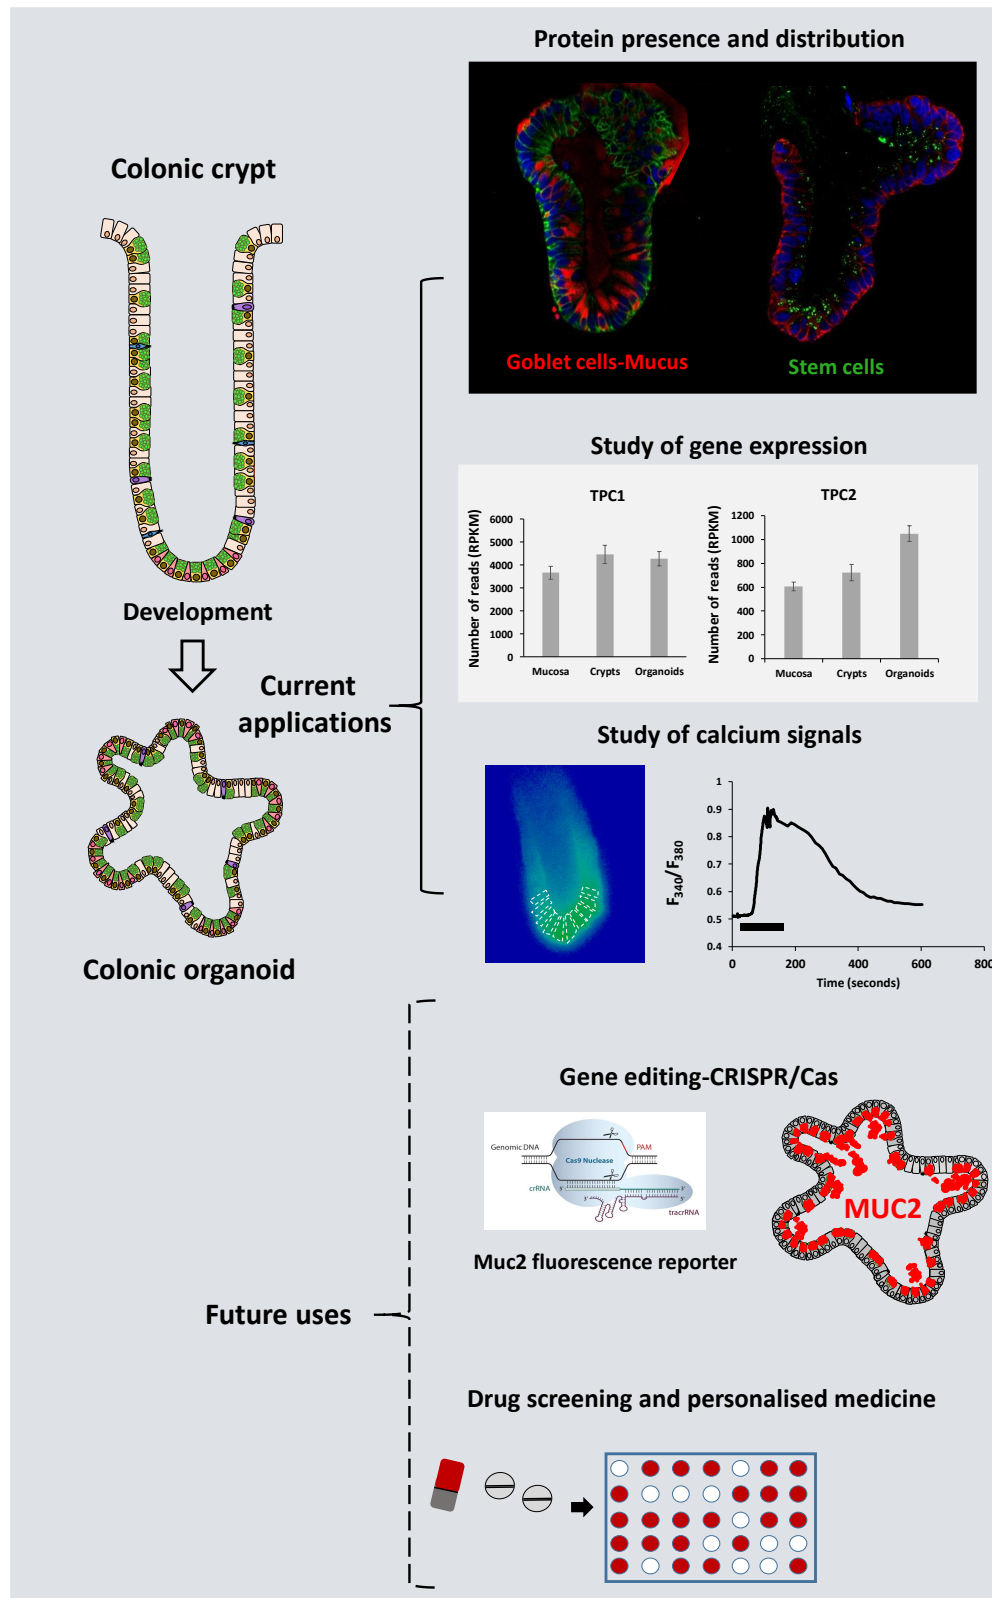 Protein presence and distribution
Colonic crypt
Goblet cells-Mucus
Stem cells
Study of gene expression
TPC1
Number of reads (RPKM)
6000
5000
4000
3000
2000
1000
0
Mucosa Crypts Organoids
TPC2
Number of reads (RPKM)
1200
1000
800
600
400
200
0
Mucosa Crypts Organoids
Development
Current
applications
Colonic organoid
Study of calcium signals
F340/F380
1
0.9
0.8
0.7
0.6
0.5
0.4
0 200 400 600 800
Time (seconds)
Gene editing-CRISPR/Cas
Genomic DNA
PAM
Cas9 Nuclease
crRNA
5'
3'
3'
5'
tracrRNA
MUC2
Muc2 fluorescence reporter
Future uses
Drug screening and personalised medicine